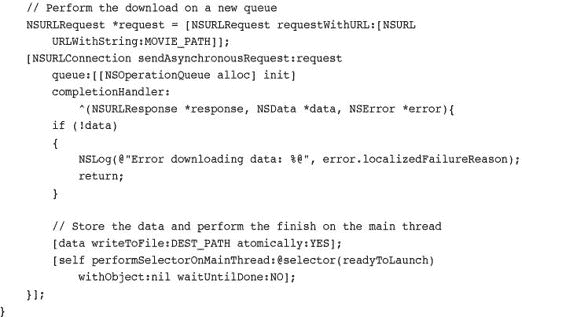 // Perform the download on a new queue
NSURLRequest *request = [NSURLRequest requestWithURL:[NSURL
URLWithString:MOVIE_PATH]];
[NSURLConnection sendAsynchronousRequest:request
queue:[[NSOperationQueue alloc] init]
completionHandler:
^(NSURLResponse *response, NSData *data, NSError *error){
if (!data)
{
NSLog(@"Error downloading data: %@", error.localizedFailureReason);
return;
}
// Store the data and perform the finish on the main thread
[data writeToFile:DEST_PATH atomically:YES];
[self performSelectorOnMainThread:@selector(readyToLaunch)
withObject:nil waitUntilDone:NO];
}];
}